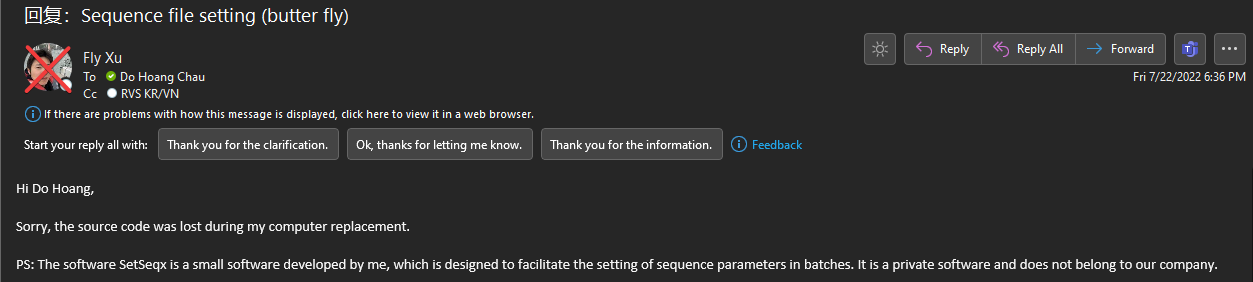 回复： Sequence file setting (butter fly)
Fly Xu
Reply
Reply All
Forward
To Do Hoang Chau
Fri 7/22/2022 6:36 PM
Cc RVS KR/VN
If there are problems with how this message is displayed, click here to view it in a web browser.
Start your reply all with: Thank you for the clarification. Ok, thanks for letting me know. Thank you for the information. Feedback
Hi Do Hoang,
Sorry, the source code was lost during my computer replacement.
PS: The software SetSeqx is a small software developed by me, which is designed to facilitate the setting of sequence parameters in batches. It is a private software and does not belong to our company.